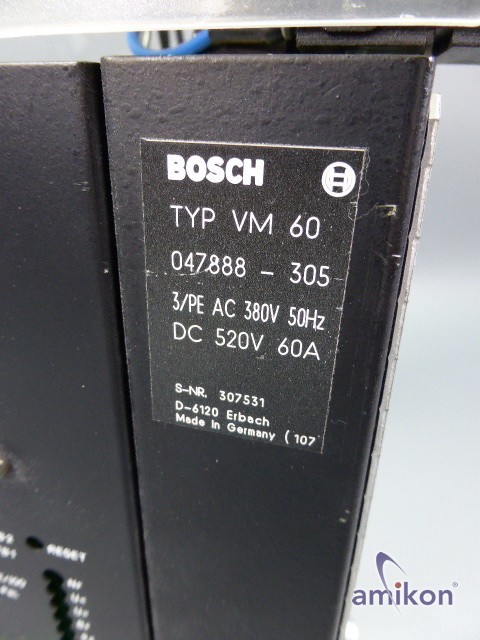 BOSCH
TYP VM 60
047888 - 305
3/PE AC 380V 50Hz
DC 520V 60A
S-NR. 307531
D-6120 Erbach
Made in Germany (107
RESET
amikon